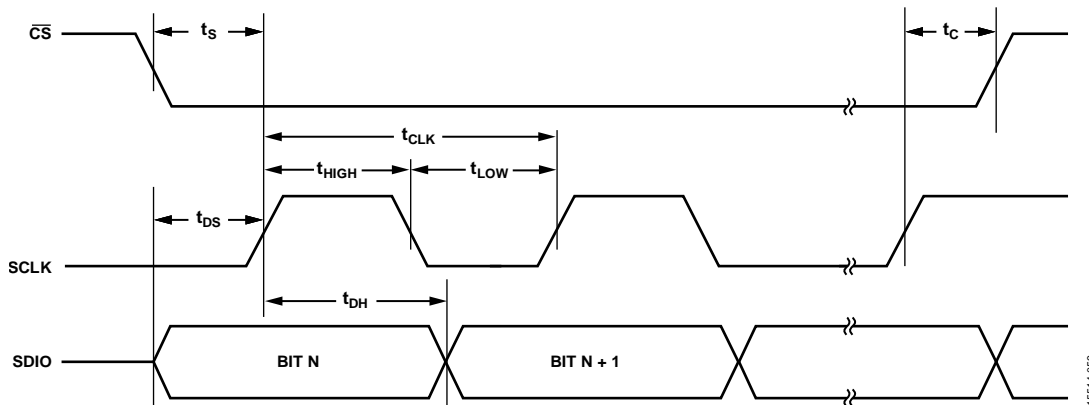 CS tS tC
tCLK
tHIGH tLOW
tDS
SCLK
tDH
SDIO BIT N BIT N + 1